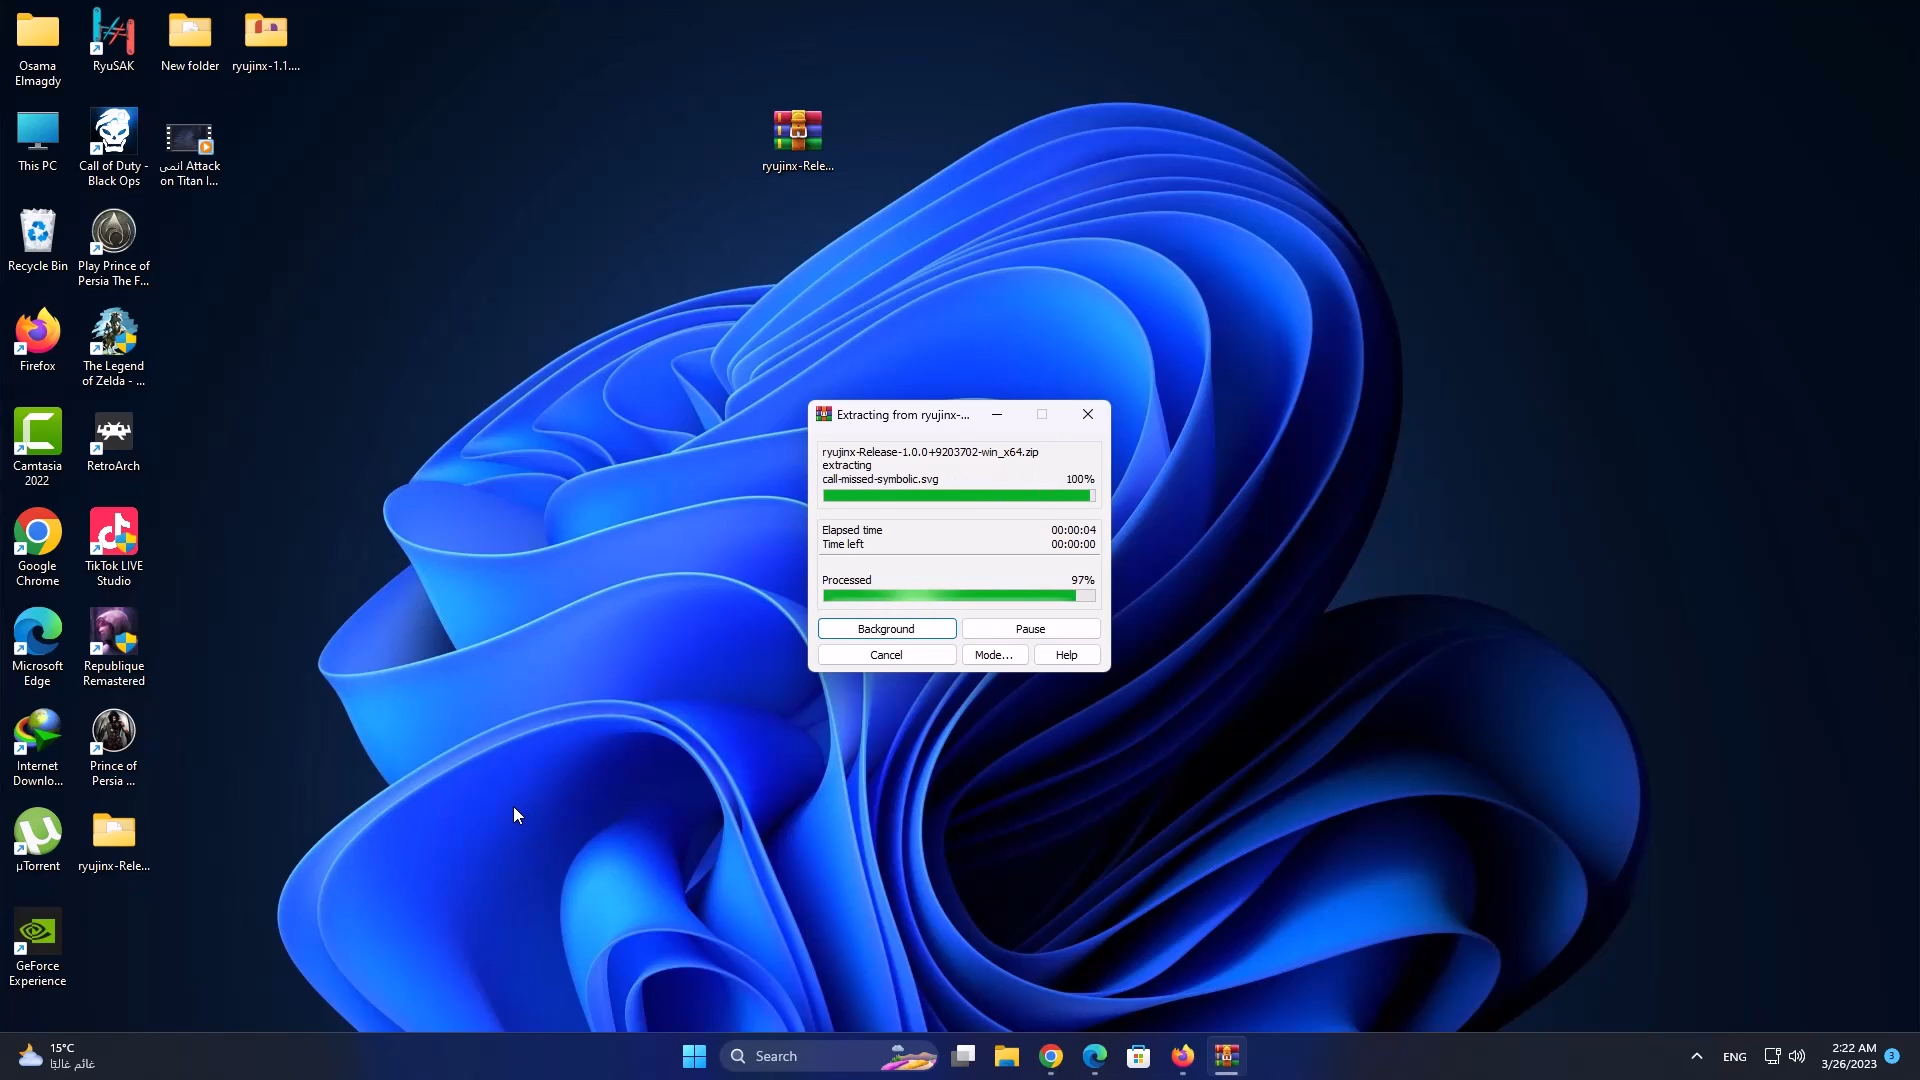 Osama
Elmagdy
RyuSAK
New folder
ryujinx-1.1....
This PC
Call of Duty -
Black Ops
انمي Attack
on Titan l...
ryujinx-Rele...
Recycle Bin
Play Prince of
Persia The F...
Firefox
The Legend
of Zelda - ...
Camtasia
2022
RetroArch
Google
Chrome
TikTok LIVE
Studio
Microsoft
Edge
Republique
Remastered
Internet
Downlo...
Prince of
Persia ...
µTorrent
ryujinx-Rele...
GeForce
Experience
Extracting from ryujinx-...
ryujinx-Release-1.0.0+9203702-win_x64.zip
extracting
call-missed-symbolic.svg 100%
Elapsed time 00:00:04
Time left 00:00:00
Processed 97%
Background
Pause
Cancel
Mode...
Help
15°C
غائم غالبًا
Search
ENG
2:22 AM
3/26/2023
3